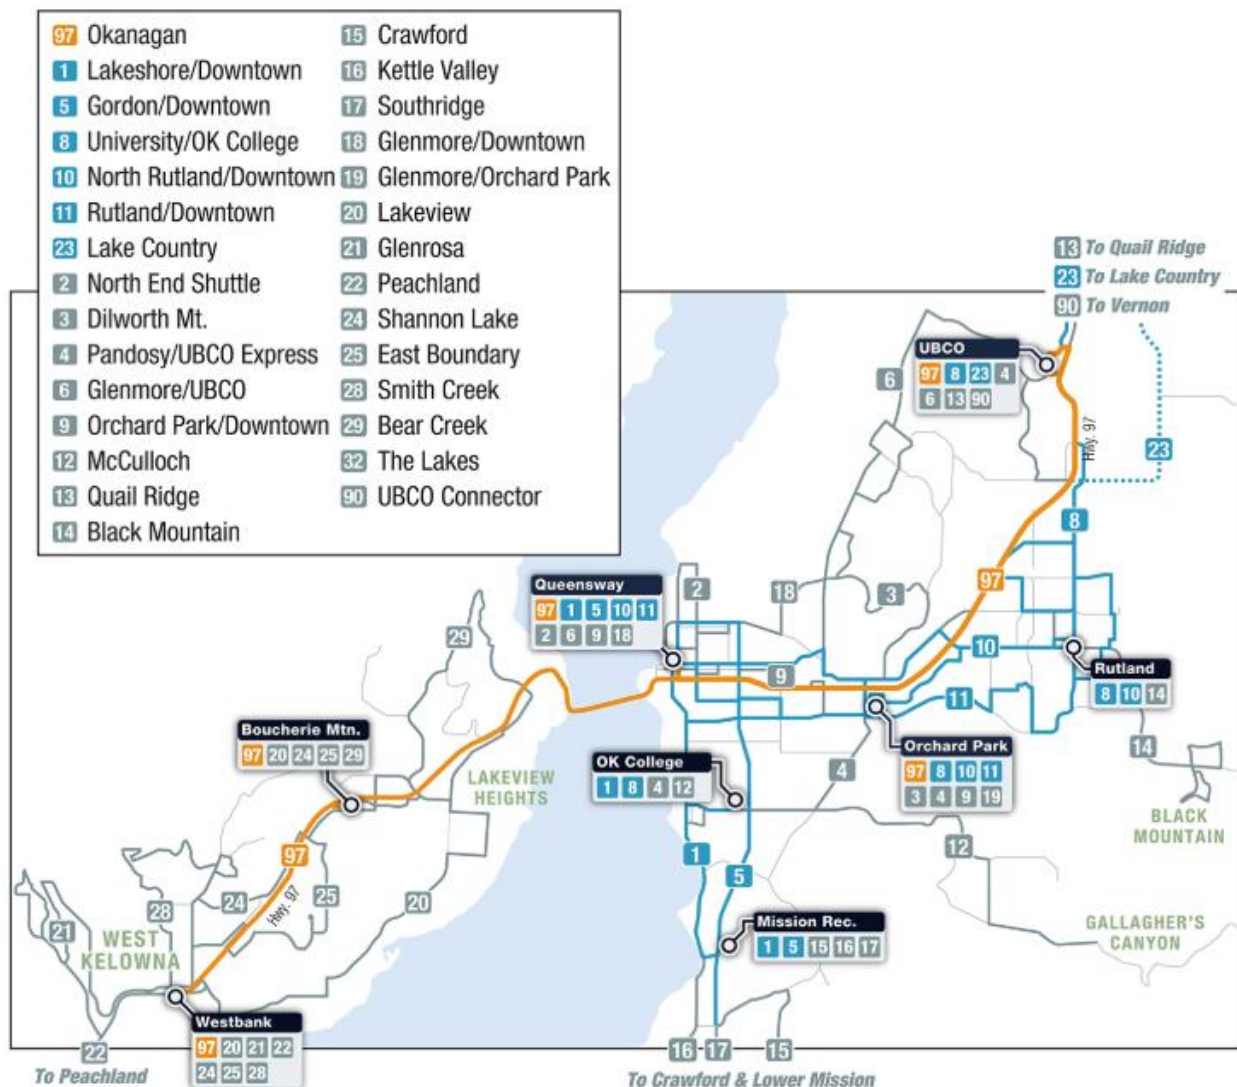 97 Okanagan
1 Lakeshore/Downtown
5 Gordon/Downtown
8 University/OK College
10 North Rutland/Downtown
11 Rutland/Downtown
23 Lake Country
2 North End Shuttle
3 Dilworth Mt.
4 Pandosy/UBCO Express
6 Glenmore/UBCO
9 Orchard Park/Downtown
12 McCulloch
13 Quail Ridge
14 Black Mountain
15 Crawford
16 Kettle Valley
17 Southridge
18 Glenmore/Downtown
19 Glenmore/Orchard Park
20 Lakeview
21 Glenrosa
22 Peachland
24 Shannon Lake
25 East Boundary
28 Smith Creek
29 Bear Creek
32 The Lakes
90 UBCO Connector
13 To Quail Ridge
23 To Lake Country
90 To Vernon
UBCO
97 8 23 4
6 13 90
6
Hwy. 97
23
8
97
Queensway
97 1 5 10 11
2 6 9 18
2
18
3
29
10
9
Rutland
8 10 14
11
Boucherie Mtn.
97 20 24 25 29
LAKEVIEW
HEIGHTS
OK College
1 8 4 12
4
Orchard Park
97 8 10 11
3 4 9 19
14
BLACK
MOUNTAIN
97
1
12
5
28
24
Hwy. 97
25
20
21
WEST
KELOWNA
Mission Rec.
1 5 15 16 17
GALLAGHER'S
CANYON
Westbank
97 20 21 22
24 25 28
22
To Peachland
16
17
15
To Crawford & Lower Mission